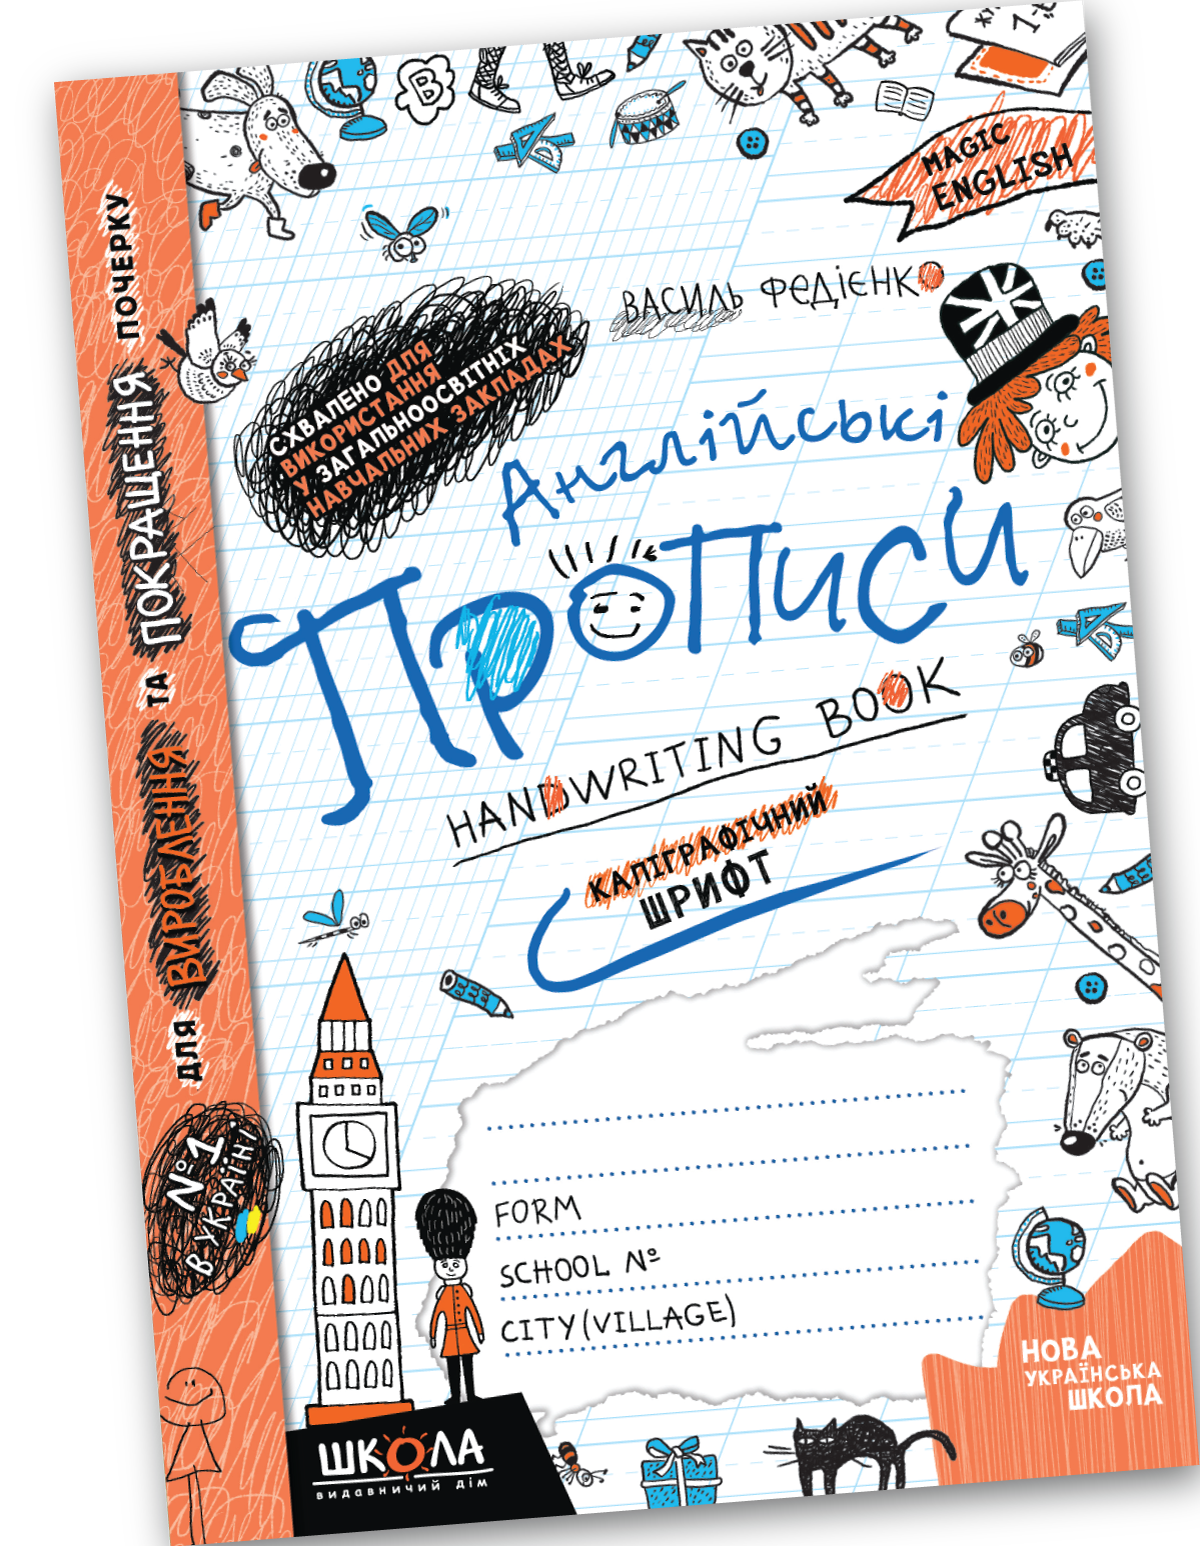 MAGIC
ENGLISH
ВАСИЛЬ ФЕДІЄНКО
СХВАЛЕНО ДЛЯ
ВИКОРИСТАННЯ
У ЗАГАЛЬНООСВІТНІХ
НАВЧАЛЬНИХ ЗАКЛАДАХ
Англійські
Прописи
HANDWRITING BOOK
КАЛІГРАФІЧНИЙ
ШРИФТ
FORM
SCHOOL №
CITY (VILLAGE)
НОВА
УКРАЇНСЬКА
ШКОЛА
ШКОЛА
видавничий дім
ДЛЯ ВИРОБЛЕННЯ ТА ПОКРАЩЕННЯ ПОЧЕРКУ
№1
В УКРАЇНІ
B